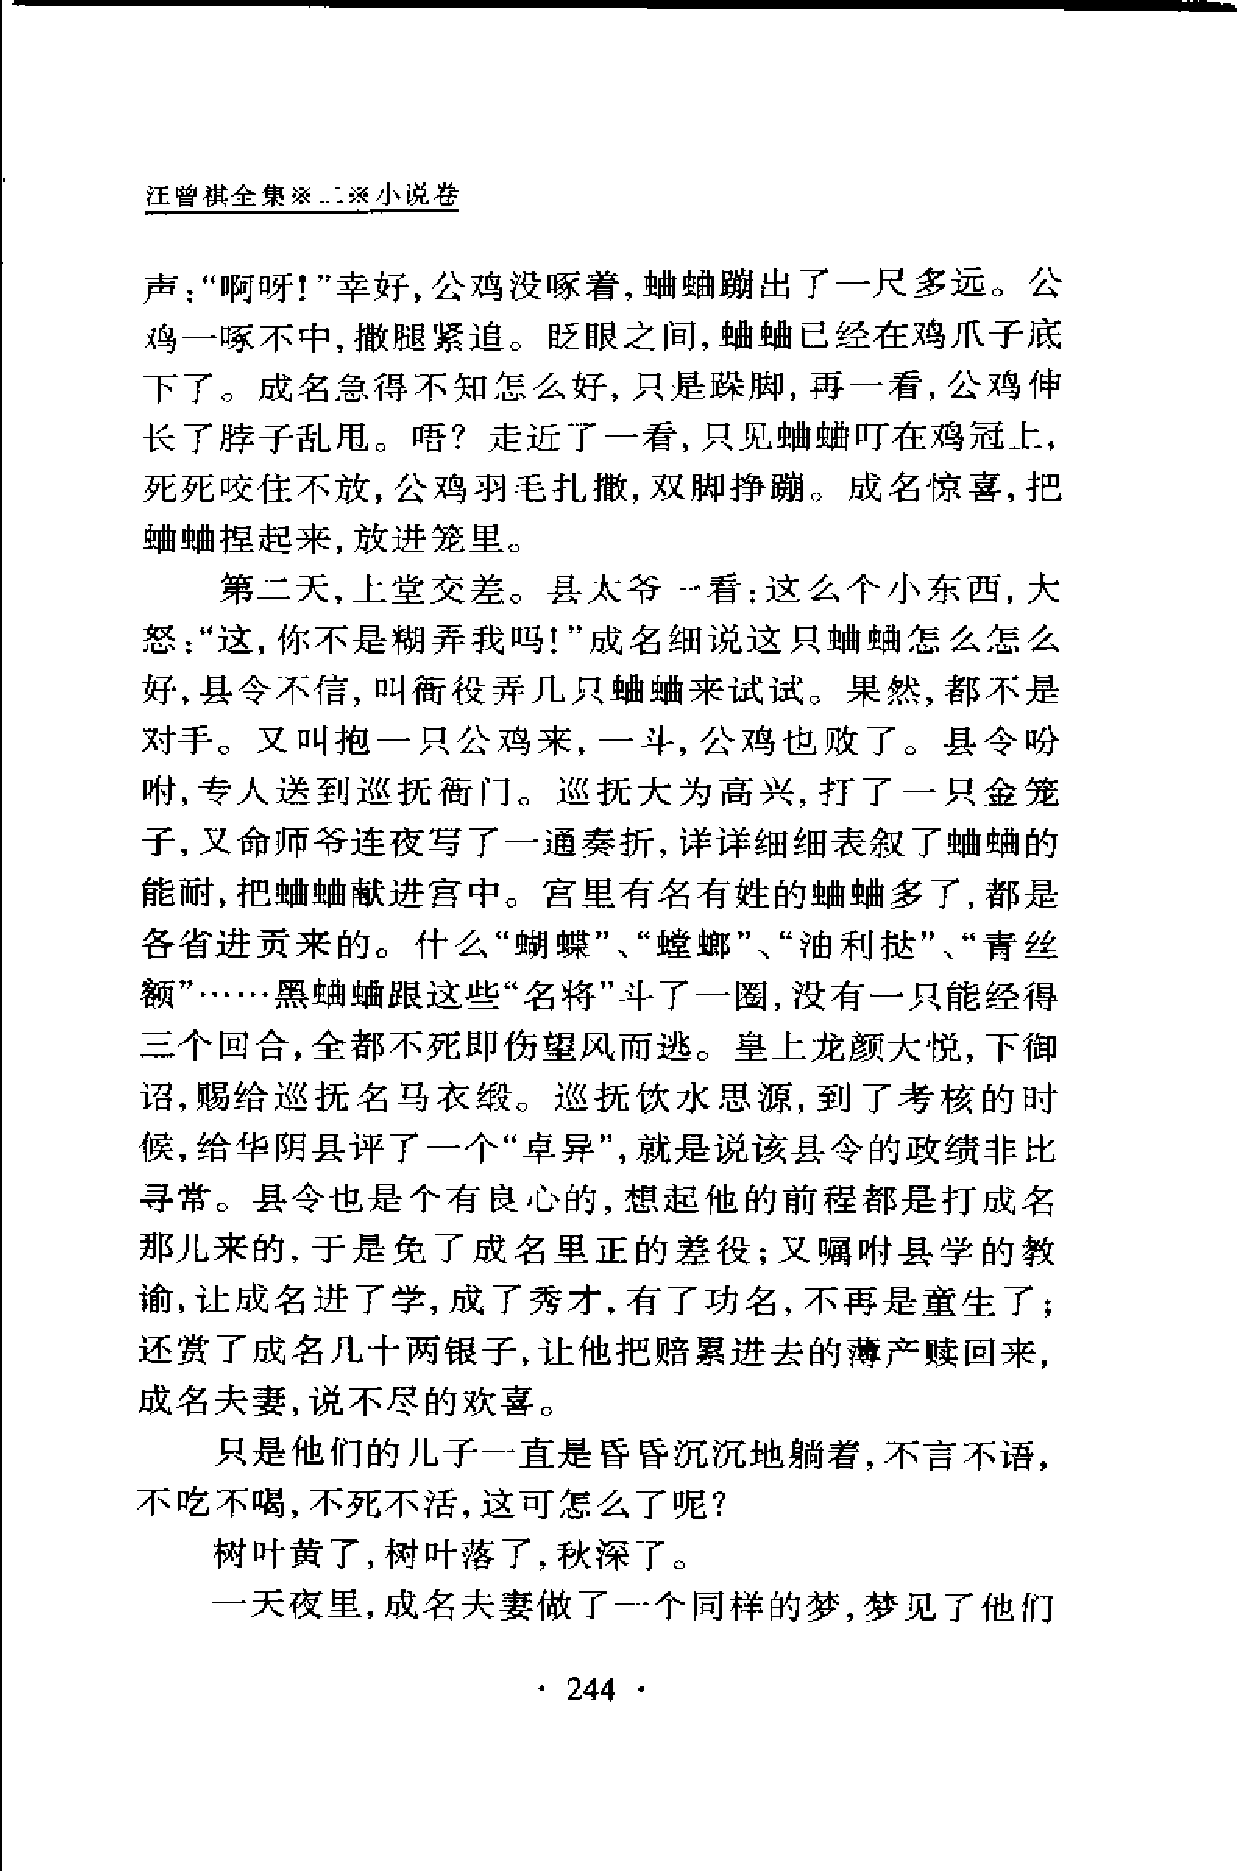 汪曾祺全集※二※小说卷
声：“啊呀！”幸好，公鸡没啄着，蛐蛐蹦出了一尺多远。公
鸡一啄不中，撒腿紧追。眨眼之间，蛐蛐已经在鸡爪子底
下了。成名急得不知怎么好，只是跺脚，再一看，公鸡伸
长了脖子乱甩。唔？走近了一看，只见蛐蛐叮在鸡冠上，
死死咬住不放，公鸡羽毛扎撒，双脚挣蹦。成名惊喜，把
蛐蛐捏起来，放进笼里。
第二天，上堂交差。县太爷一看：这么个小东西，大
怒：“这，你不是糊弄我吗！”成名细说这只蛐蛐怎么怎么
好，县令不信，叫衙役弄几只蛐蛐来试试。果然，都不是
对手。又叫抱一只公鸡来，一斗，公鸡也败了。县令吩
咐，专人送到巡抚衙门。巡抚大为高兴，打了一只金笼
子，又命师爷连夜写了一通奏折，详详细细表叙了蛐蛐的
能耐，把蛐蛐献进宫中。宫里有名有姓的蛐蛐多了，都是
各省进贡来的。什么“蝴蝶”、“螳螂”、“油利挞”、“青丝
额”……黑蛐蛐跟这些“名将”斗了一圈，没有一只能经得
三个回合，全都不死即伤望风而逃。皇上龙颜大悦，下御
诏，赐给巡抚名马衣缎。巡抚饮水思源，到了考核的时
候，给华阴县评了一个“卓异”，就是说该县令的政绩非比
寻常。县令也是个有良心的，想起他的前程都是打成名
那儿来的，于是免了成名里正的差役；又嘱咐县学的教
谕，让成名进了学，成了秀才，有了功名，不再是童生了；
还赏了成名几十两银子，让他把赔累进去的薄产赎回来，
成名夫妻，说不尽的欢喜。
只是他们的儿子一直是昏昏沉沉地躺着，不言不语，
不吃不喝，不死不活，这可怎么了呢？
树叶黄了，树叶落了，秋深了。
一天夜里，成名夫妻做了一个同样的梦，梦见了他们
· 244 ·